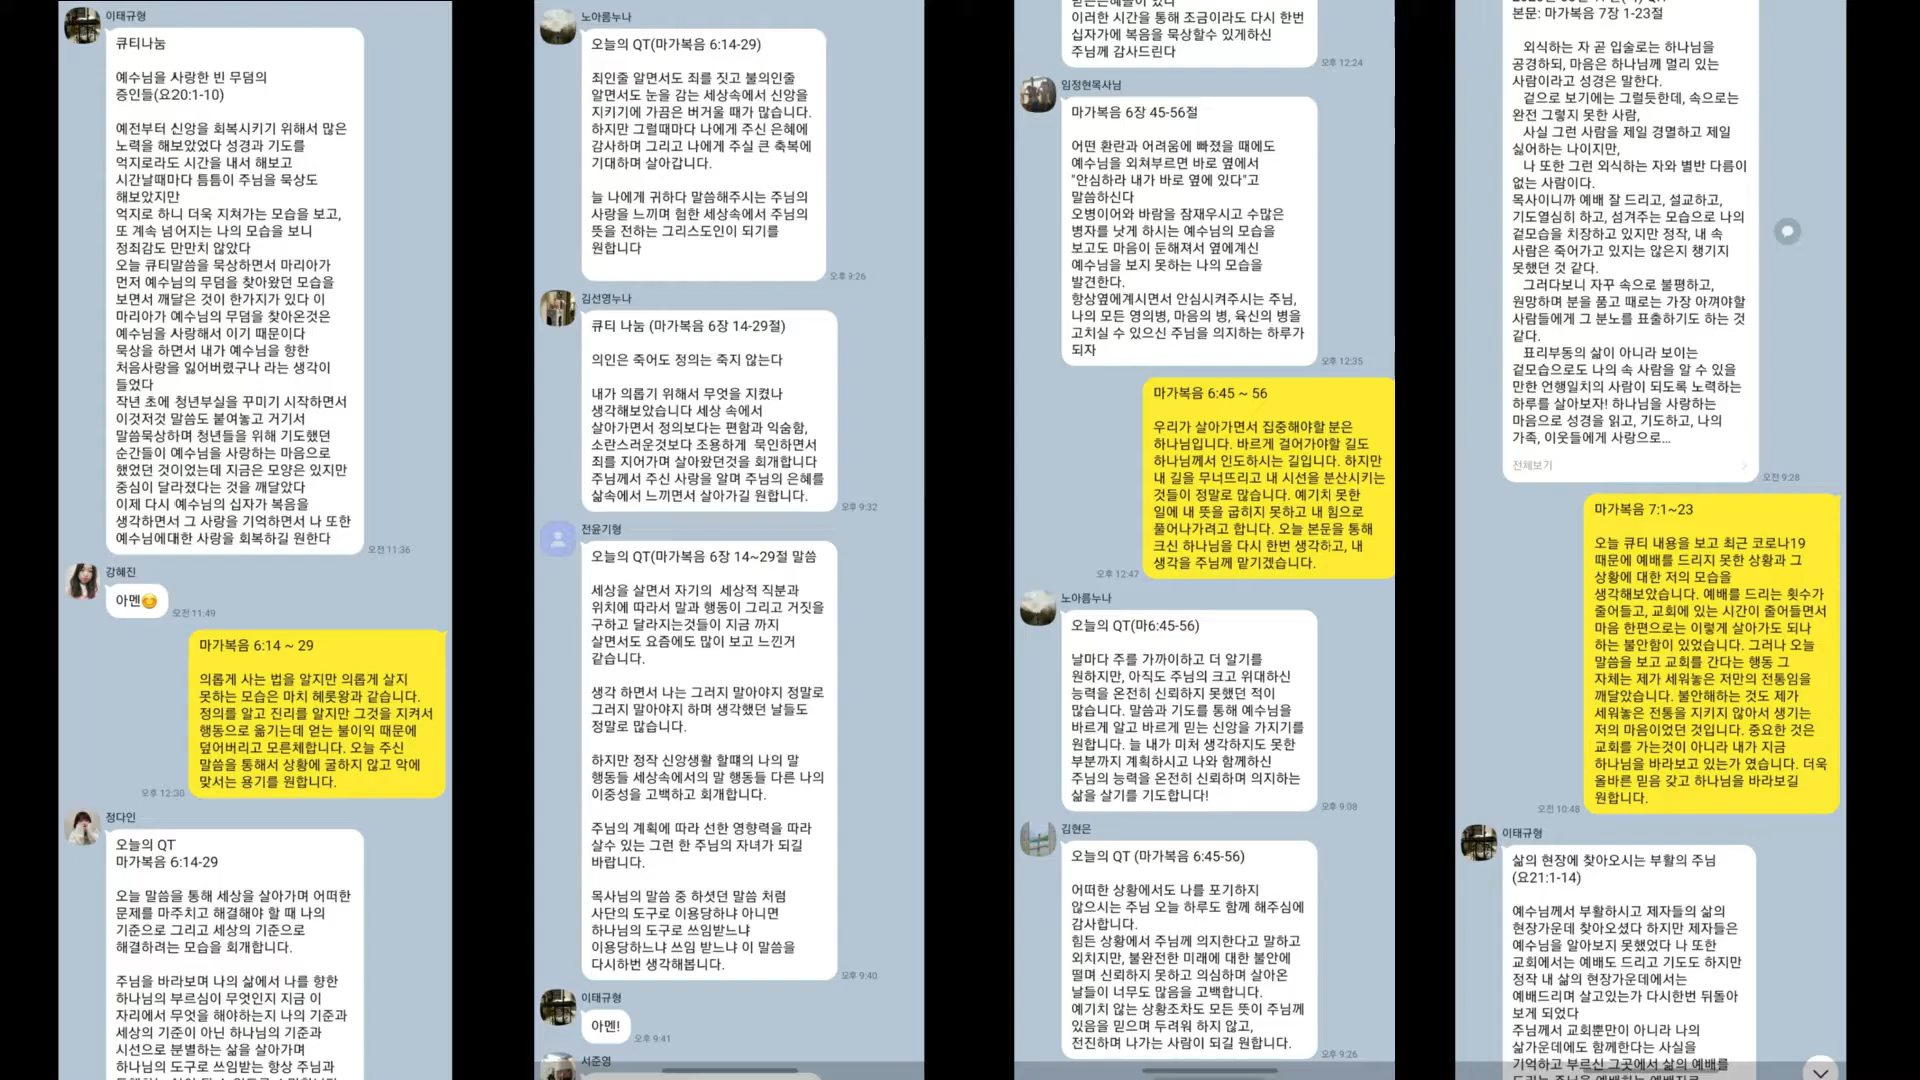 이태규형
큐티나눔
예수님을 사랑한 빈 무덤의
증인들(요20:1-10)
예전부터 신앙을 회복시키기 위해서 많은
노력을 해보았었다 성경과 기도를
억지로라도 시간을 내서 해보고
시간날때마다 틈틈이 주님을 묵상도
해보았지만
억지로 하니 더욱 지쳐가는 모습을 보고,
또 계속 넘어지는 나의 모습을 보니
정죄감도 만만치 않았다
오늘 큐티말씀을 묵상하면서 마리아가
먼저 예수님의 무덤을 찾아왔던 모습을
보면서 깨달은 것이 한가지가 있다 이
마리아가 예수님의 무덤을 찾아온것은
예수님을 사랑해서 이기 때문이다
묵상을 하면서 내가 예수님을 향한
처음사랑을 잃어버렸구나 라는 생각이
들었다
작년 초에 청년부실을 꾸미기 시작하면서
이것저것 말씀도 붙여놓고 거기서
말씀묵상하며 청년들을 위해 기도했던
순간들이 예수님을 사랑하는 마음으로
했었던 것이었는데 지금은 모양은 있지만
중심이 달라졌다는 것을 깨달았다
이제 다시 예수님의 십자가 복음을
생각하면서 그 사랑을 기억하면서 나 또한
예수님에대한 사랑을 회복하길 원한다
오전 11:36
강혜진
아멘😊
오전 11:49
마가복음 6:14 ~ 29
의롭게 사는 법을 알지만 의롭게 살지
못하는 모습은 마치 헤롯왕과 같습니다.
정의를 알고 진리를 알지만 그것을 지켜서
행동으로 옮기는데 얻는 불이익 때문에
덮어버리고 모른체합니다. 오늘 주신
말씀을 통해서 상황에 굴하지 않고 악에
맞서는 용기를 원합니다.
오후 12:30
정다인
오늘의 QT
마가복음 6:14-29
오늘 말씀을 통해 세상을 살아가며 어떠한
문제를 마주치고 해결해야 할 때 나의
기준으로 그리고 세상의 기준으로
해결하려는 모습을 회개합니다.
주님을 바라보며 나의 삶에서 나를 향한
하나님의 부르심이 무엇인지 지금 이
자리에서 무엇을 해야하는지 나의 기준과
세상의 기준이 아닌 하나님의 기준과
시선으로 분별하는 삶을 살아가며
하나님의 도구로 쓰임받는 항상 주님과
노아름누나
오늘의 QT(마가복음 6:14-29)
죄인줄 알면서도 죄를 짓고 불의인줄
알면서도 눈을 감는 세상속에서 신앙을
지키기에 가끔은 버거울 때가 많습니다.
하지만 그럴때마다 나에게 주신 은혜에
감사하며 그리고 나에게 주실 큰 축복에
기대하며 살아갑니다.
늘 나에게 귀하다 말씀해주시는 주님의
사랑을 느끼며 험한 세상속에서 주님의
뜻을 전하는 그리스도인이 되기를
원합니다
오후 9:26
김선영누나
큐티 나눔 (마가복음 6장 14-29절)
의인은 죽어도 정의는 죽지 않는다
내가 의롭기 위해서 무엇을 지켰나
생각해보았습니다 세상 속에서
살아가면서 정의보다는 편함과 익숙함,
소란스러운것보다 조용하게  묵인하면서
죄를 지어가며 살아왔던것을 회개합니다
주님께서 주신 사랑을 알며 주님의 은혜를
삶속에서 느끼면서 살아가길 원합니다.
오후 9:32
전윤기형
오늘의 QT(마가복음 6장 14~29절 말씀
세상을 살면서 자기의  세상적 직분과
위치에 따라서 말과 행동이 그리고 거짓을
구하고 달라지는것들이 지금 까지
살면서도 요즘에도 많이 보고 느낀거
같습니다.
생각 하면서 나는 그러지 말아야지 정말로
그러지 말아야지 하며 생각했던 날들도
정말로 많습니다.
하지만 정작 신앙생활 할떄의 나의 말
행동들 세상속에서의 말 행동들 다른 나의
이중성을 고백하고 회개합니다.
주님의 계획에 따라 선한 영향력을 따라
살수 있는 그런 한 주님의 자녀가 되길
바랍니다.
목사님의 말씀 중 하셧던 말씀 처럼
사단의 도구로 이용당하냐 아니면
하나님의 도구로 쓰임받느냐
이용당하느냐 쓰임 받느냐 이 말씀을
다시하번 생각해봅니다.
오후 9:40
이태규형
아멘!
오후 9:41
서준영
이러한 시간을 통해 조금이라도 다시 한번
십자가에 복음을 묵상할수 있게하신
주님께 감사드린다
오후 12:24
임정현목사님
마가복음 6장 45-56절
어떤 환란과 어려움에 빠졌을 때에도
예수님을 외쳐부르면 바로 옆에서
"안심하라 내가 바로 옆에 있다"고
말씀하신다
오병이어와 바람을 잠재우시고 수많은
병자를 낫게 하시는 예수님의 모습을
보고도 마음이 둔해져서 옆에계신
예수님을 보지 못하는 나의 모습을
발견한다.
항상옆에계시면서 안심시켜주시는 주님,
나의 모든 영의병, 마음의 병, 육신의 병을
고치실 수 있으신 주님을 의지하는 하루가
되자
오후 12:35
마가복음 6:45 ~ 56
우리가 살아가면서 집중해야할 분은
하나님입니다. 바르게 걸어가야할 길도
하나님께서 인도하시는 길입니다. 하지만
내 길을 무너뜨리고 내 시선을 분산시키는
것들이 정말로 많습니다. 예기치 못한
일에 내 뜻을 굽히지 못하고 내 힘으로
풀어나가려고 합니다. 오늘 본둔을 통해
크신 하나님을 다시 한번 생각하고, 내
생각을 주님께 맡기겠습니다.
오후 12:47
노아름누나
오늘의 QT(마6:45-56)
날마다 주를 가까이하고 더 알기를
원하지만, 아직도 주님의 크고 위대하신
능력을 온전히 신뢰하지 못했던 적이
많습니다. 말씀과 기도를 통해 예수님을
바르게 알고 바르게 믿는 신앙을 가지기를
원합니다. 늘 내가 미처 생각하지도 못한
부분까지 계획하시고 나와 함께하신
주님의 능력을 온전히 신뢰하며 의지하는
삶을 살기를 기도합니다!
오후 9:08
김현은
오늘의 QT (마가복음 6:45-56)
어떠한 상황에서도 나를 포기하지
않으시는 주님 오늘 하루도 함께 해주심에
감사합니다.
힘든 상황에서 주님께 의지한다고 말하고
외치지만, 불완전한 미래에 대한 불안에
떨며 신뢰하지 못하고 의심하며 살아온
날들이 너무도 많음을 고백합니다.
예기치 않는 상황조차도 모든 뜻이 주님께
있음을 믿으며 두려워 하지 않고,
전진하며 나가는 사람이 되길 원합니다.
오후 9:26
본문: 마가복음 7장 1-23절
외식하는 자 곧 입술로는 하나님을
공경하되, 마음은 하나님께 멀리 있는
사람이라고 성경은 말한다.
겉으로 보기에는 그럴듯한데, 속으로는
완전 그렇지 못한 사람,
사실 그런 사람을 제일 경멸하고 제일
싫어하는 나이지만,
나 또한 그런 외식하는 자와 별반 다름이
없는 사람이다.
목사이니까 예배 잘 드리고, 설교하고,
기도열심히 하고, 섬겨주는 모습으로 나의
겉모습을 치장하고 있지만 정작, 내 속
사람은 죽어가고 있지는 않은지 챙기지
못했던 것 같다.
그러다보니 자꾸 속으로 불평하고,
원망하며 분을 품고 때로는 가장 아껴야할
사람들에게 그 분노를 표출하기도 하는 것
같다.
표리부동의 삶이 아니라 보이는
겉모습으로도 나의 속 사람을 알 수 있을
만한 언행일치의 사람이 되도록 노력하는
하루를 살아보자! 하나님을 사랑하는
마음으로 성경을 읽고, 기도하고, 나의
가족, 이웃들에게 사랑으로...
전체보기
오전 9:28
마가복음 7:1~23
오늘 큐티 내용을 보고 최근 코로나19
때문에 예배를 드리지 못한 상황과 그
상황에 대한 저의 모습을
생각해보았습니다. 예배를 드리는 횟수가
줄어들고, 교회에 있는 시간이 줄어들면서
마음 한편으로는 이렇게 살아가도 되나
하는 불안함이 있었습니다. 그러나 오늘
말씀을 보고 교회를 간다는 행동 그
자체는 제가 세워놓은 저만의 전통임을
깨달았습니다. 불안해하는 것도 제가
세워놓은 전통을 지키지 않아서 생기는
저의 마음이었던 것입니다. 중요한 것은
교회를 가는것이 아니라 내가 지금
하나님을 바라보고 있는가 였습니다. 더욱
올바른 믿음 갖고 하나님을 바라보길
원합니다.
오전 10:48
이태규형
삶의 현장에 찾아오시는 부활의 주님
(요21:1-14)
예수님께서 부활하시고 제자들의 삶의
현장가운데 찾아오셨다 하지만 제자들은
예수님을 알아보지 못했었다 나 또한
교회에서는 예배도 드리고 기도도 하지만
정작 내 삶의 현장가운데에서는
예배드리며 살고있는가 다시한번 뒤돌아
보게 되었다
주님께서 교회뿐만이 아니라 나의
삶가운데에도 함께한다는 사실을
기억하고 부르신 그곳에서 삶의 예배를